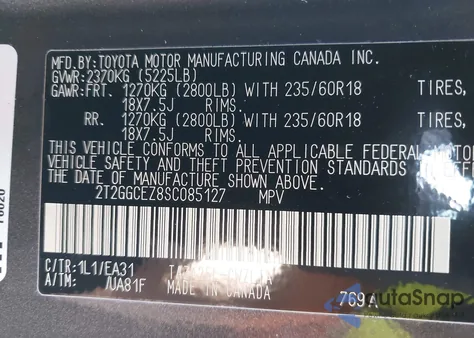 MFD.BY:TOYOTA MOTOR MANUFACTURING CANADA INC.
GVWR:2370KG (5225LB)
GAWR:FRT. 1270KG (2800LB) WITH 235/60R18 TIRES,
18X7.5J RIMS.
RR. 1270KG (2800LB) WITH 235/60R18 TIRES,
18X7.5J RIMS.
THIS VEHICLE CONFORMS TO ALL APPLICABLE FEDERAL MOTOR
VEHICLE SAFETY AND THEFT PREVENTION STANDARDS
THE DATE OF MANUFACTURE SHOWN ABOVE.
2T2GGCEZ8SC085127 MPV
C/TR:1L1/EA31
A/TM: /UA81F
MADE IN CANADA
769A
autoSnap